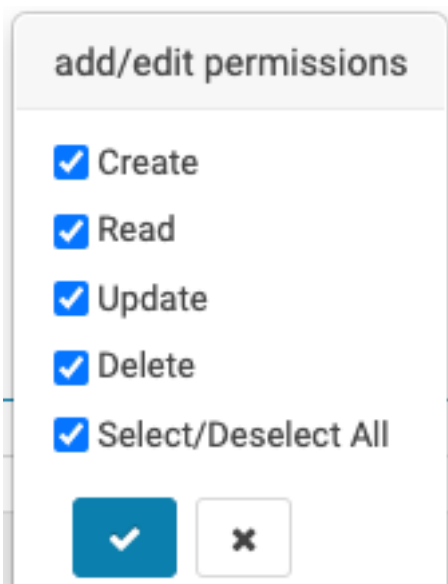 add/edit permissions
Create
Read
Update
Delete
Select/Deselect All